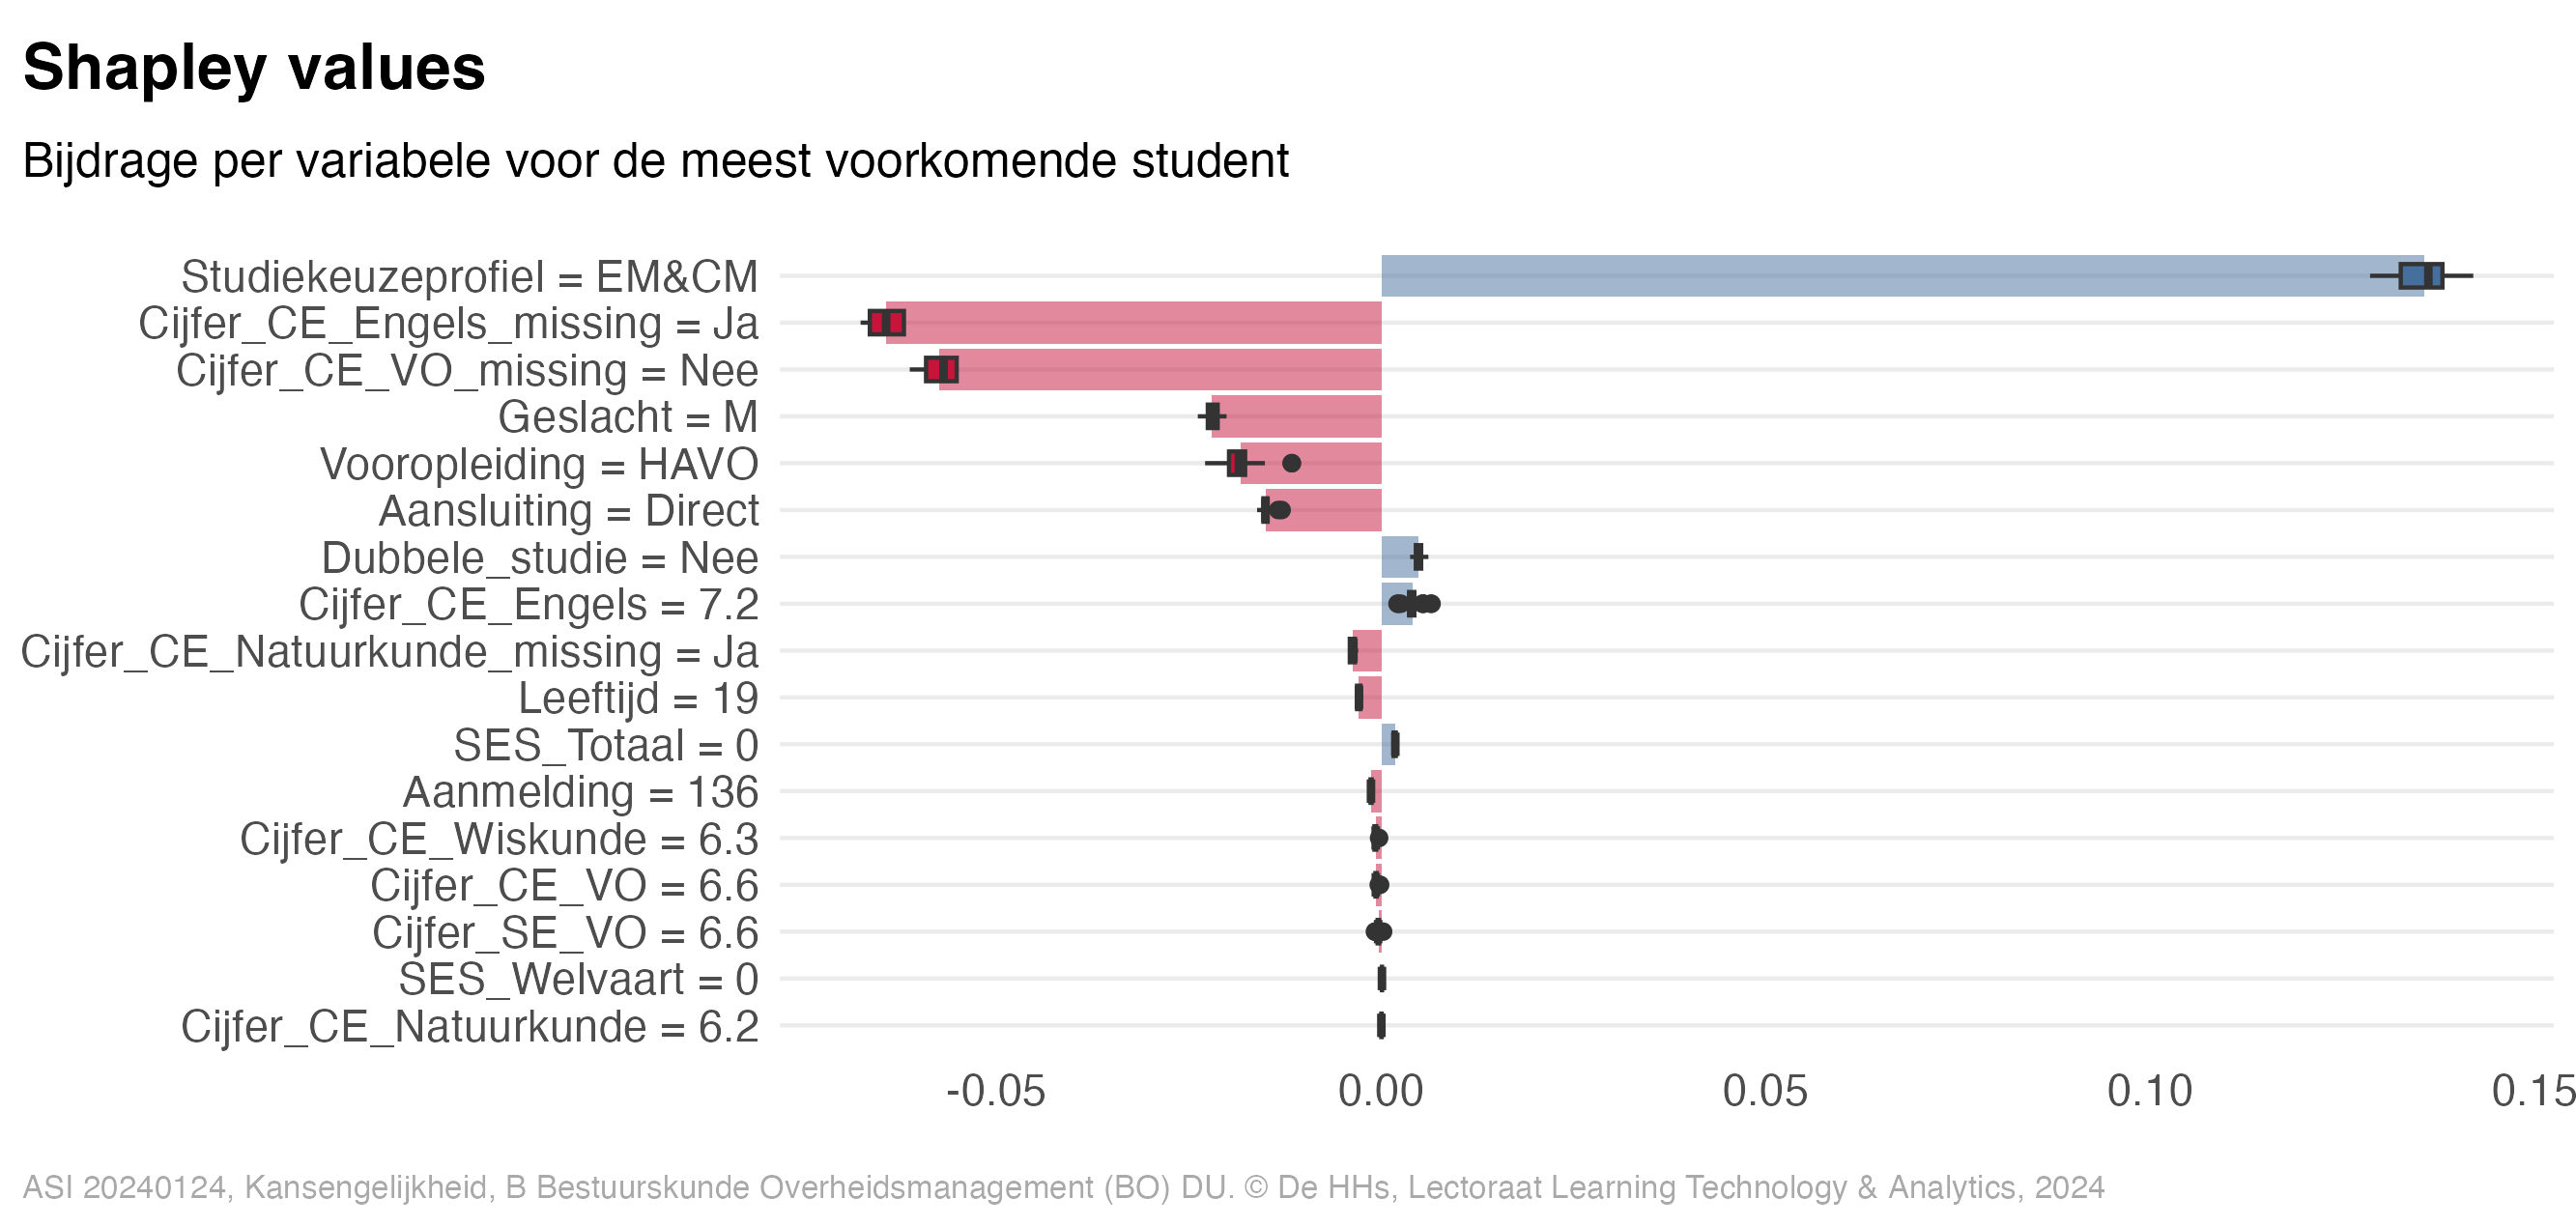 Shapley values
Bijdrage per variabele voor de meest voorkomende student
Studiekeuzeprofiel = EM&CM
Cijfer_CE_Engels_missing = Ja
Cijfer_CE_VO_missing = Nee
Geslacht = M
Vooropleiding = HAVO
Aansluiting = Direct
Dubbele_studie = Nee
Cijfer_CE_Engels = 7.2
Cijfer_CE_Natuurkunde_missing = Ja
Leeftijd = 19
SES_Totaal = 0
Aanmelding = 136
Cijfer_CE_Wiskunde = 6.3
Cijfer_CE_VO = 6.6
Cijfer_SE_VO = 6.6
SES_Welvaart = 0
Cijfer_CE_Natuurkunde = 6.2
-0.05 0.00 0.05 0.10 0.15
ASI 20240124, Kansengelijkheid, B Bestuurskunde Overheidsmanagement (BO) DU. © De HHs, Lectoraat Learning Technology & Analytics, 2024